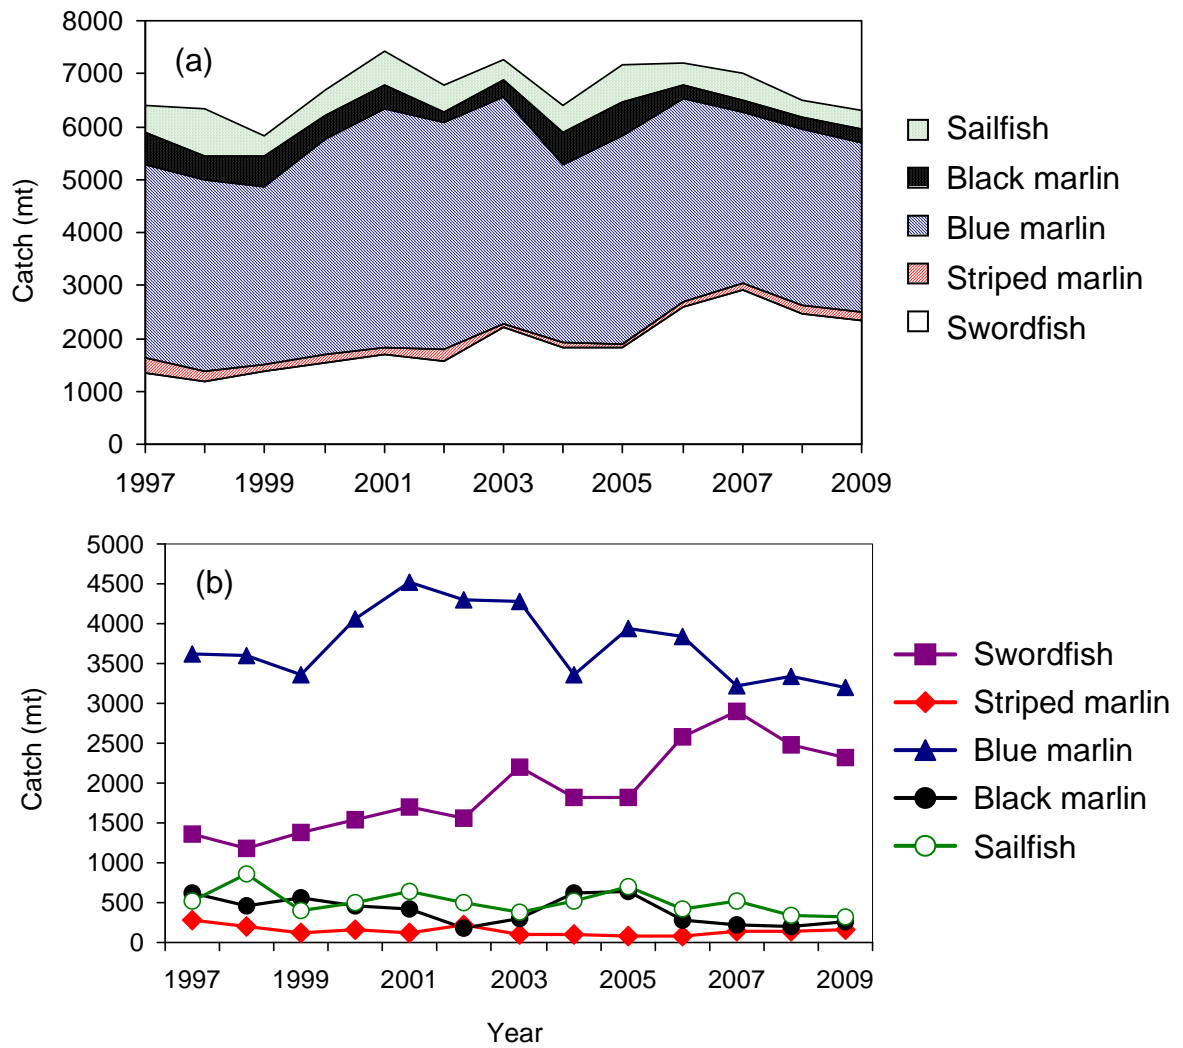 8000
(a)
7000
6000
5000
4000
3000
2000
1000
0
Catch (mt)
1997 1999 2001 2003 2005 2007 2009
Sailfish
Black marlin
Blue marlin
Striped marlin
Swordfish
5000
(b)
4500
4000
3500
3000
2500
2000
1500
1000
500
0
Catch (mt)
1997 1999 2001 2003 2005 2007 2009
Year
Swordfish
Striped marlin
Blue marlin
Black marlin
Sailfish